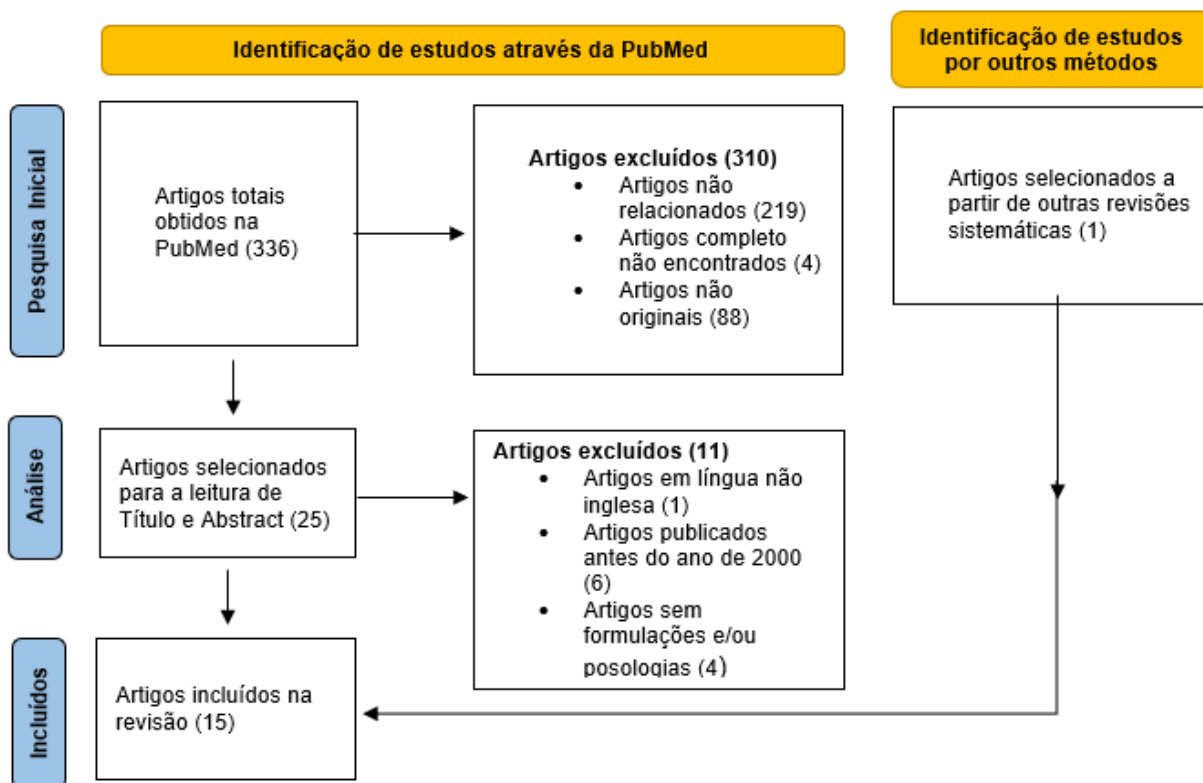 Identificação de estudos através da PubMed
Identificação de estudos
por outros métodos
Pesquisa Inicial
Artigos totais
obtidos na
PubMed (336)
Artigos excluídos (310)
• Artigos não
relacionados (219)
• Artigos completo
não encontrados (4)
• Artigos não
originais (88)
Artigos selecionados a
partir de outras revisões
sistemáticas (1)
Análise
Artigos selecionados
para a leitura de
Título e Abstract (25)
Artigos excluídos (11)
• Artigos em língua não
inglesa (1)
• Artigos publicados
antes do ano de 2000
(6)
• Artigos sem
formulações e/ou
posologias (4)
Incluídos
Artigos incluídos na
revisão (15)